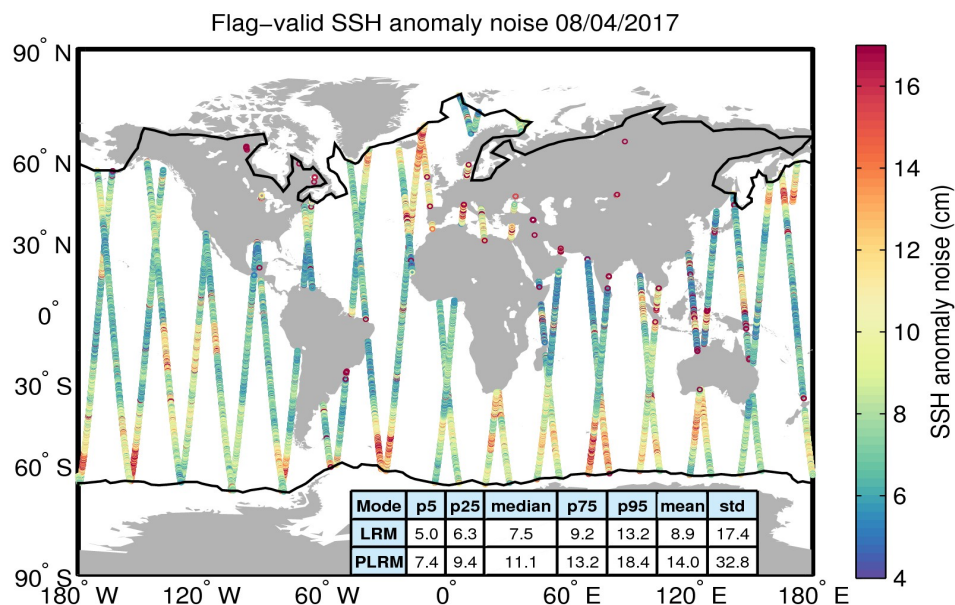 Flag−valid SSH anomaly noise 08/04/2017
90° N
60° N
30° N
0°
30° S
60° S
90° S
180° W
120° W
60° W
0°
60° E
120° E
180° E
Mode p5 p25 median p75 p95 mean std
LRM 5.0 6.3 7.5 9.2 13.2 8.9 17.4
PLRM 7.4 9.4 11.1 13.2 18.4 14.0 32.8
16
14
12
10
8
6
4
SSH anomaly noise (cm)